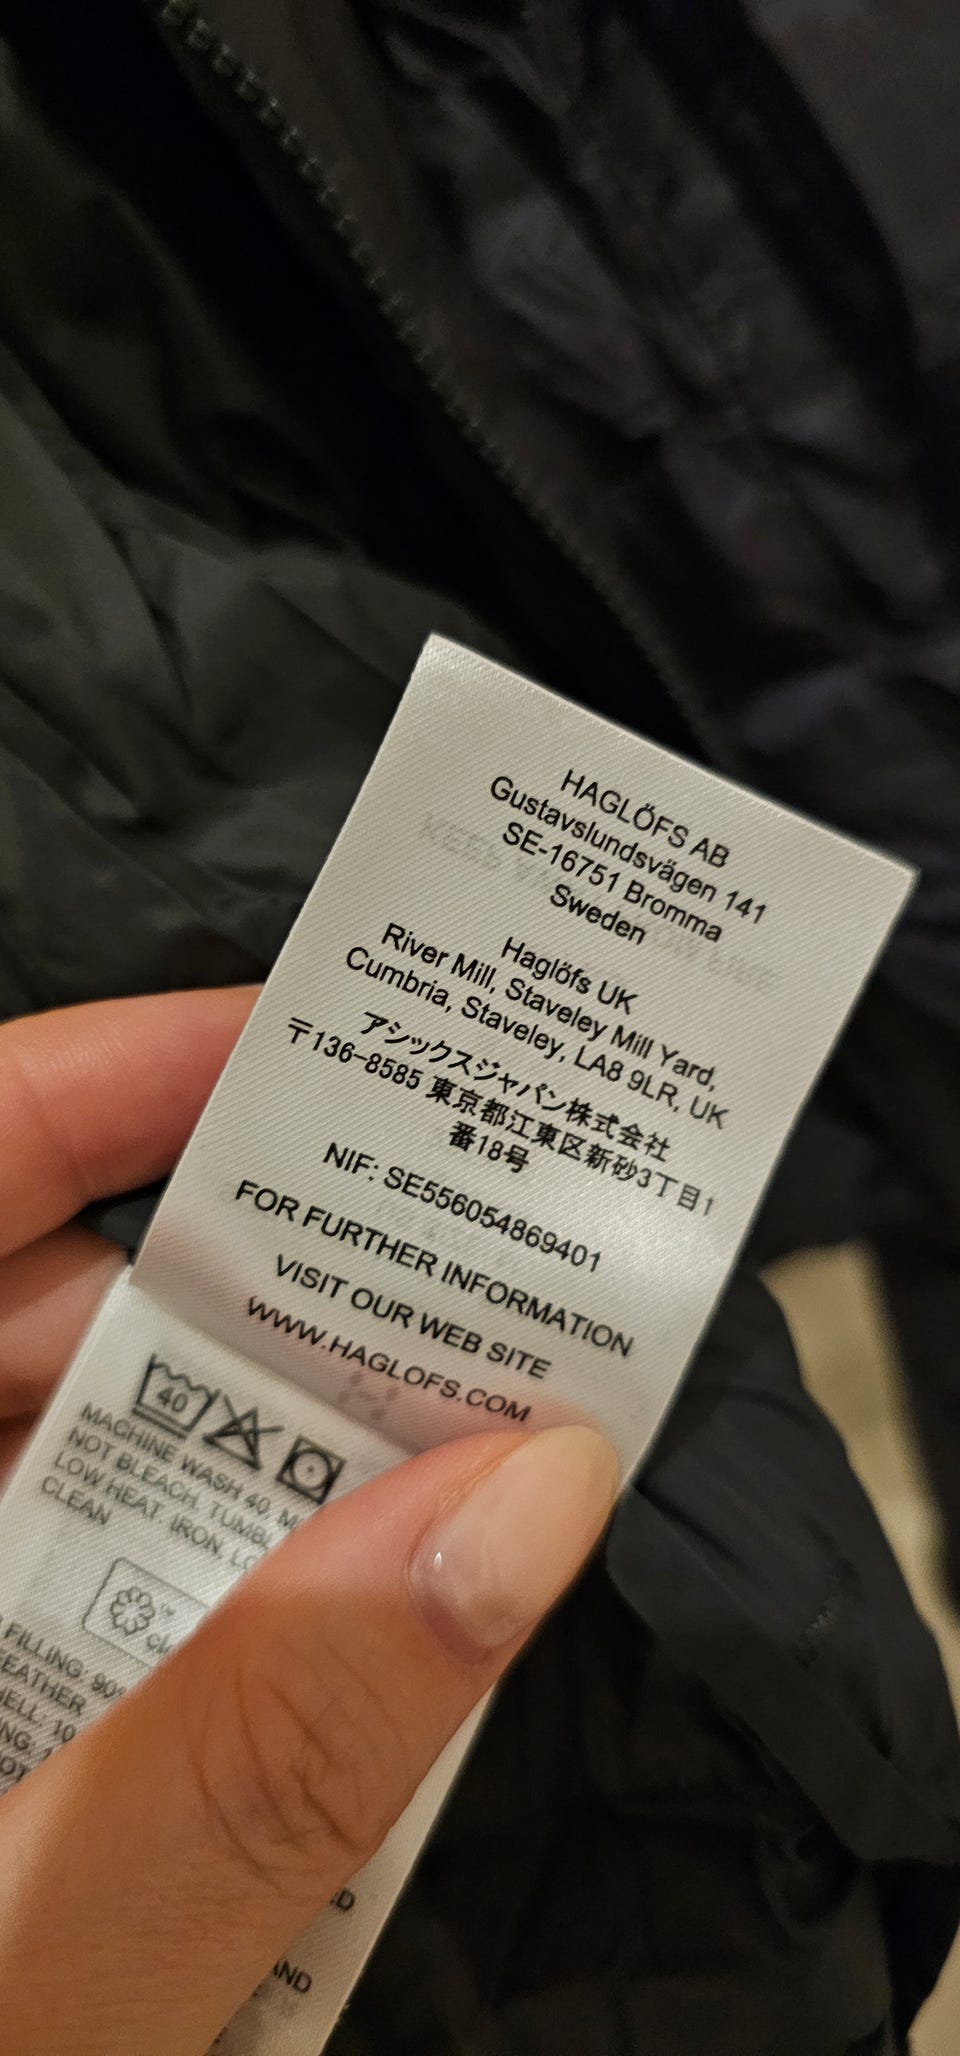 HAGLÖFS AB
Gustavslundsvägen 141
SE-16751 Bromma
Sweden
Haglöfs UK
River Mill, Staveley Mill Yard,
Cumbria, Staveley, LA8 9LR, UK
アシックスジャパン株式会社
〒136-8585 東京都江東区新砂3丁目1
番18号
NIF: SE556054869401
FOR FURTHER INFORMATION
VISIT OUR WEB SITE
WWW.HAGLOFS.COM
40
MACHINE WASH 40,
NOT BLEACH,
LOW HEAT, IRON,
CLEAN
FILLING: